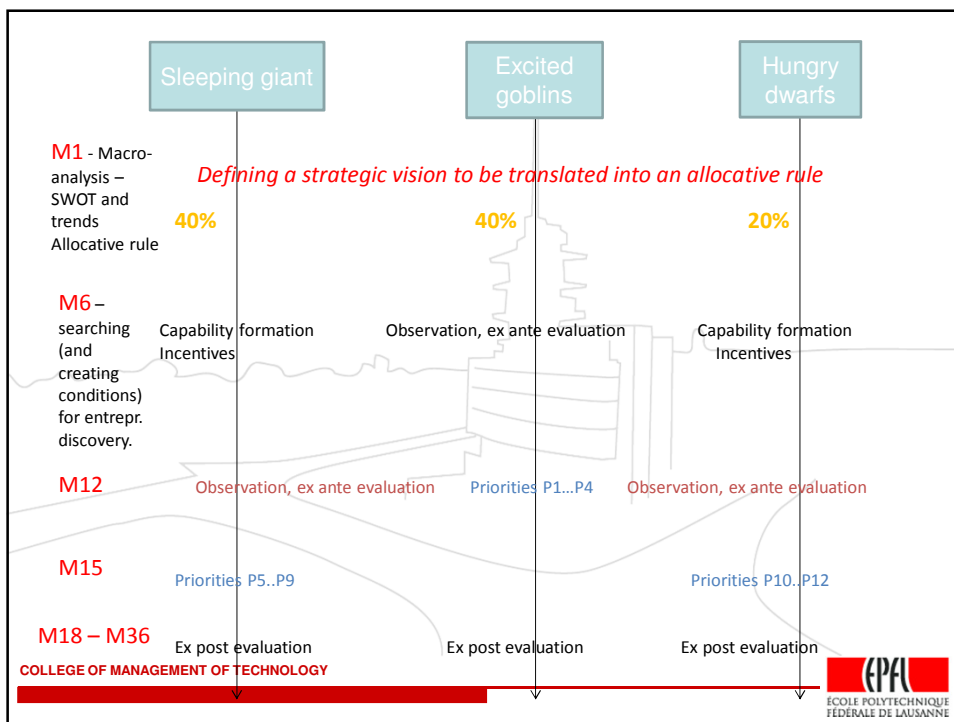 Sleeping giant
Excited
goblins
Hungry
dwarfs
M1 - Macro-
analysis –
SWOT and
trends
Allocative rule
Defining a strategic vision to be translated into an allocative rule
40%
40%
20%
M6 –
searching
(and
creating
conditions)
for entrepr.
discovery.
Capability formation
Incentives
Observation, ex ante evaluation
Capability formation
Incentives
M12
Observation, ex ante evaluation
Priorities P1...P4
Observation, ex ante evaluation
M15
Priorities P5..P9
Priorities P10..P12
M18 – M36
Ex post evaluation
Ex post evaluation
Ex post evaluation
COLLEGE OF MANAGEMENT OF TECHNOLOGY
EPFL
ÉCOLE POLYTECHNIQUE
FÉDÉRALE DE LAUSANNE